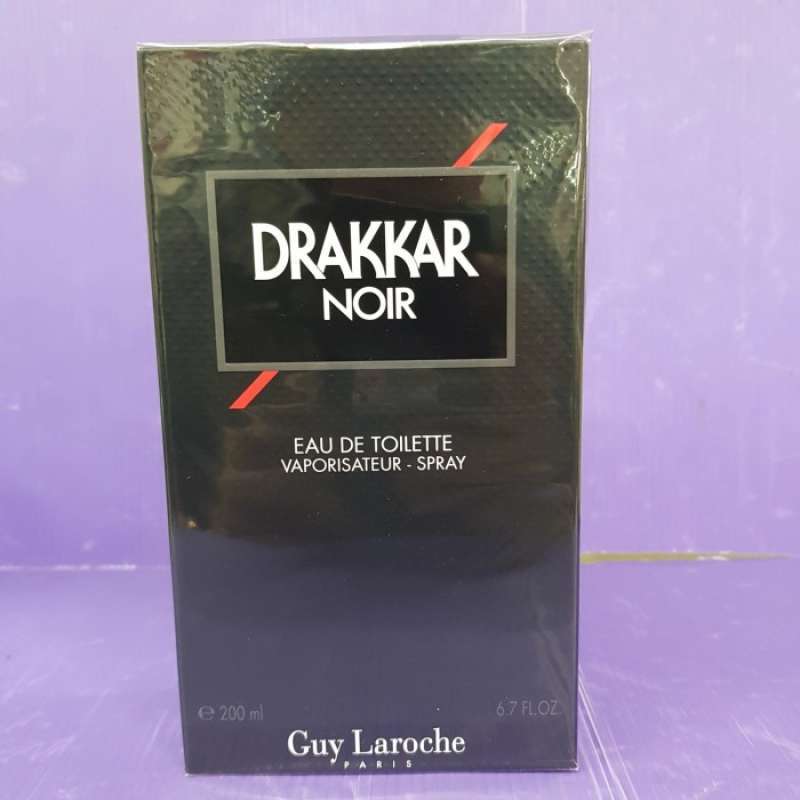 DRAKKAR
NOIR
EAU DE TOILETTE
VAPORISATEUR - SPRAY
℮ 200 ml 6.7 FL.OZ.
Guy Laroche
PARIS